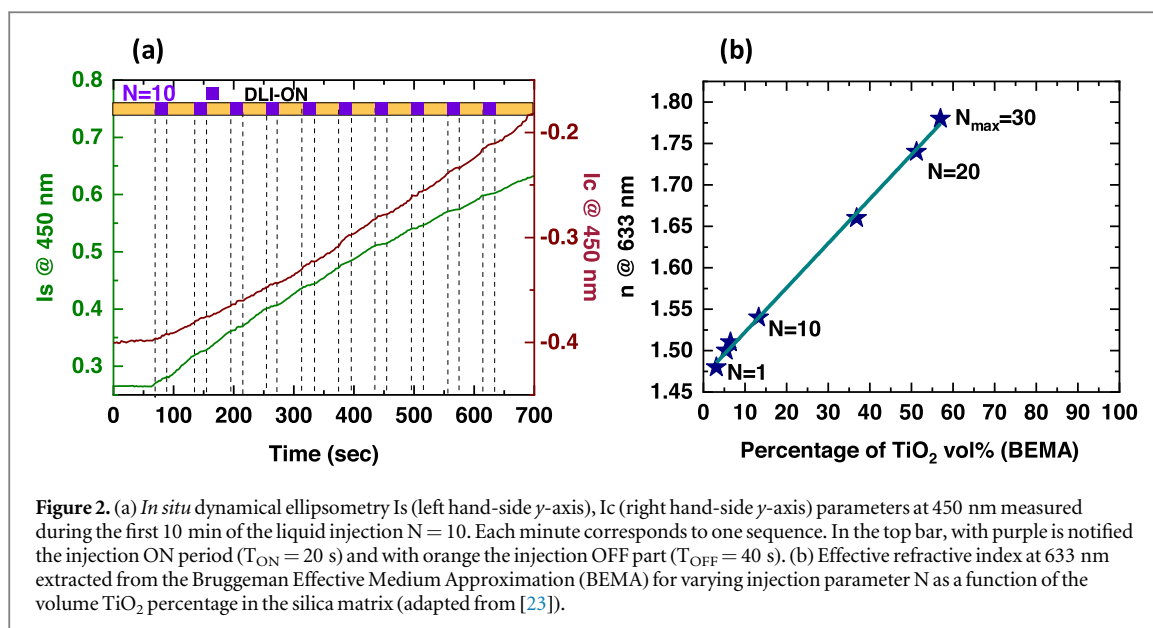 (a)
N=10
DLI-ON
0.8
0.7
0.6
0.5
0.4
0.3
Is @ 450 nm
-0.2
-0.3
-0.4
Ic @ 450 nm
0 100 200 300 400 500 600 700
Time (sec)
(b)
1.80
1.75
1.70
1.65
1.60
1.55
1.50
1.45
n @ 633 nm
Nmax=30
N=20
N=10
N=1
0 10 20 30 40 50 60 70 80 90 100
Percentage of TiO2 vol% (BEMA)
Figure 2. (a) In situ dynamical ellipsometry Is (left hand-side y-axis), Ic (right hand-side y-axis) parameters at 450 nm measured
during the first 10 min of the liquid injection N = 10. Each minute corresponds to one sequence. In the top bar, with purple is notified
the injection ON period (TON = 20 s) and with orange the injection OFF part (TOFF = 40 s). (b) Effective refractive index at 633 nm
extracted from the Bruggeman Effective Medium Approximation (BEMA) for varying injection parameter N as a function of the
volume TiO2 percentage in the silica matrix (adapted from [23]).